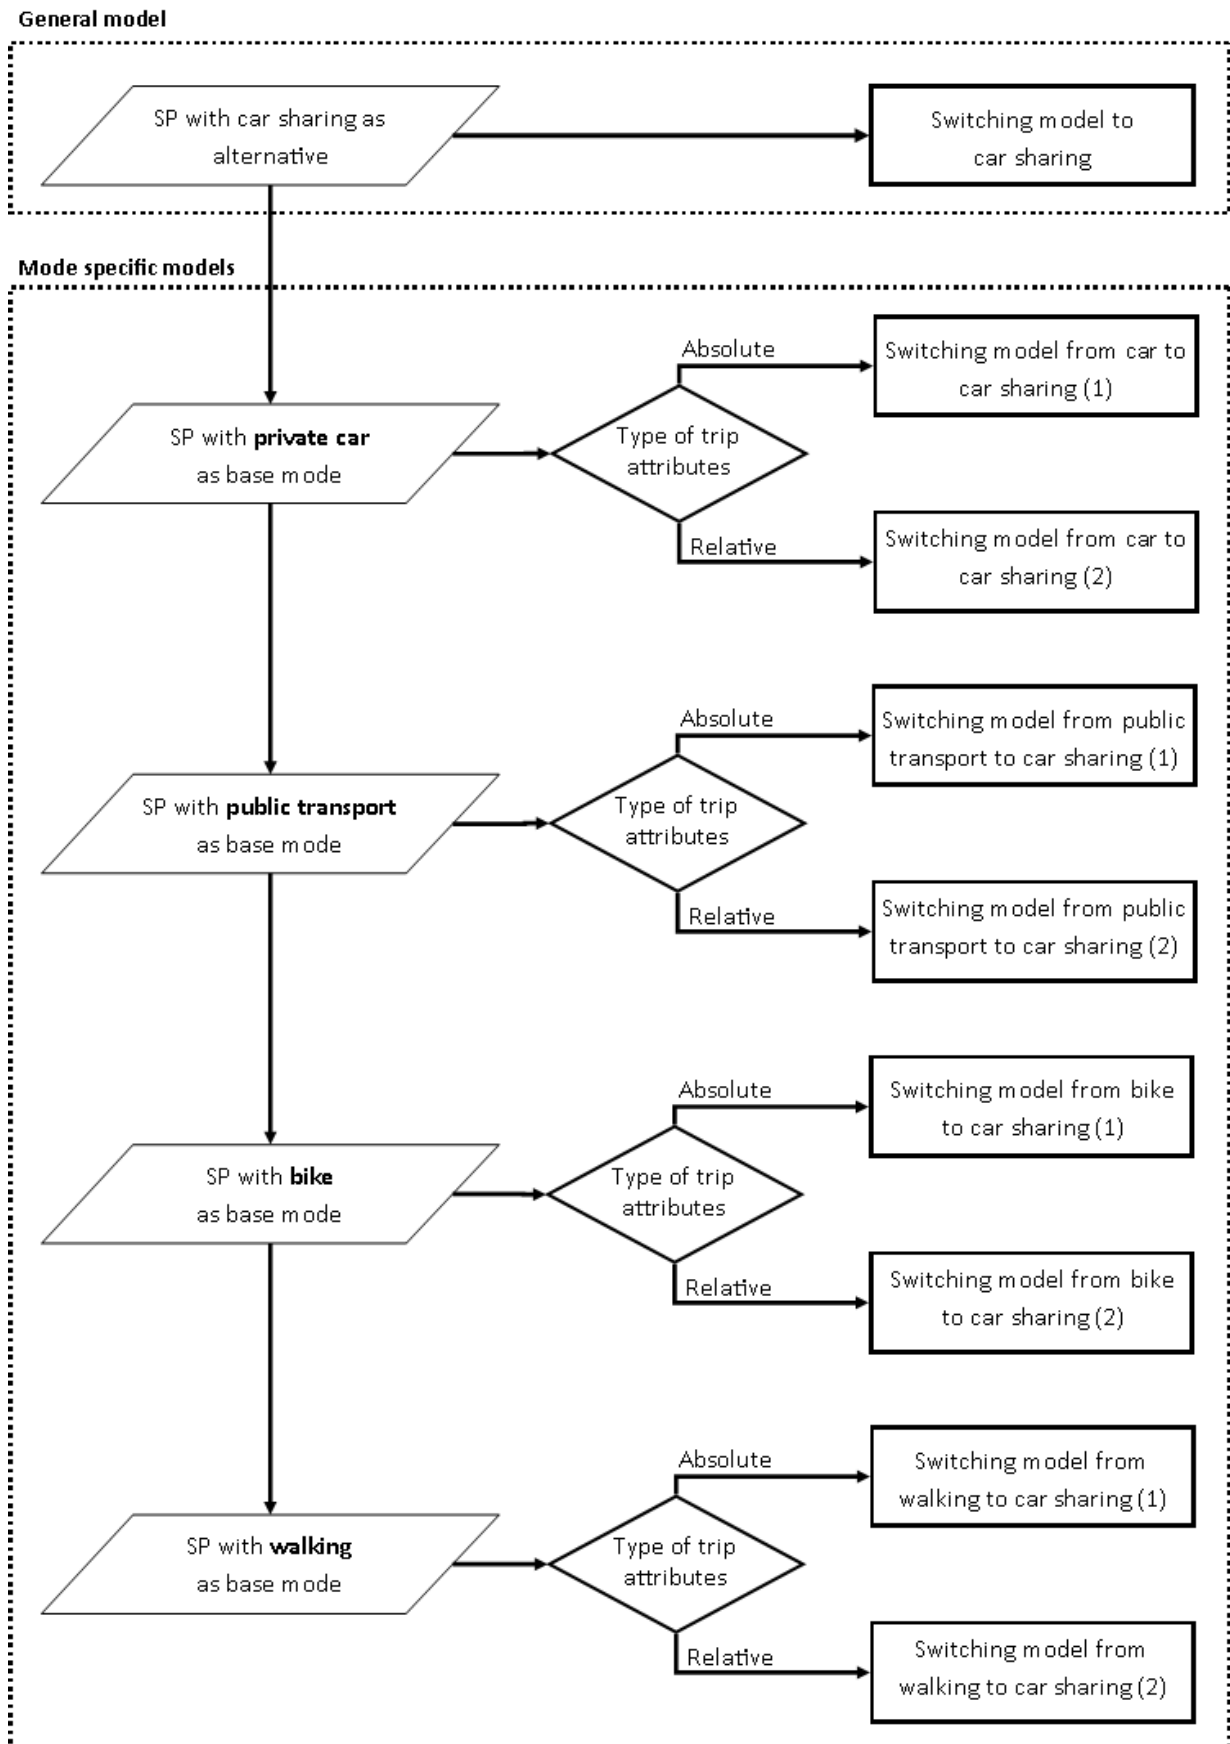 General model
SP with car sharing as
alternative
Switching model to
car sharing
Mode specific models
SP with private car
as base mode
Type of trip
attributes
Absolute
Switching model from car to
car sharing (1)
Relative
Switching model from car to
car sharing (2)
SP with public transport
as base mode
Type of trip
attributes
Absolute
Switching model from public
transport to car sharing (1)
Relative
Switching model from public
transport to car sharing (2)
SP with bike
as base mode
Type of trip
attributes
Absolute
Switching model from bike
to car sharing (1)
Relative
Switching model from bike
to car sharing (2)
SP with walking
as base mode
Type of trip
attributes
Absolute
Switching model from
walking to car sharing (1)
Relative
Switching model from
walking to car sharing (2)